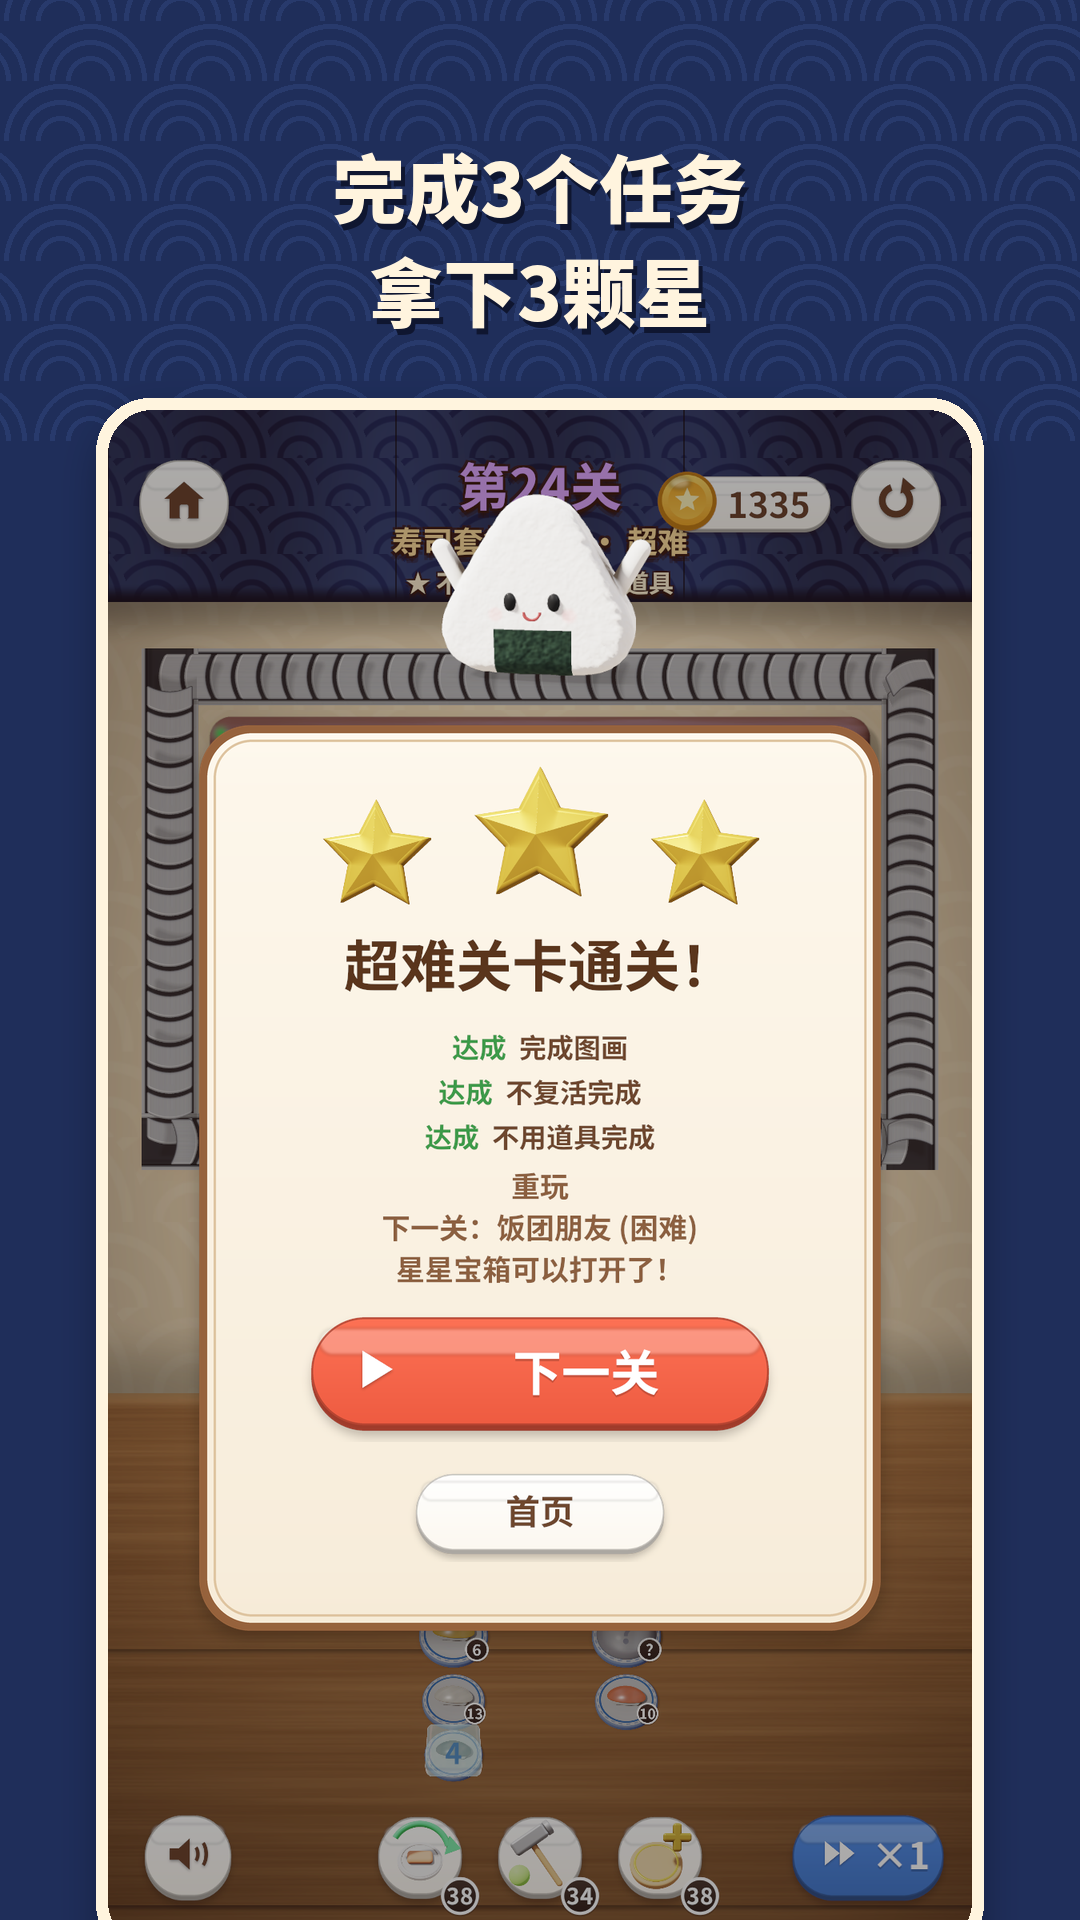 完成3个任务
拿下3颗星
第24关
1335
寿司套 · 超难
★ 不 道具
超难关卡通关！
达成 完成图画
达成 不复活完成
达成 不用道具完成
重玩
下一关：饭团朋友 (困难)
星星宝箱可以打开了！
下一关
首页
6
?
13
10
4
38
34
38
×1